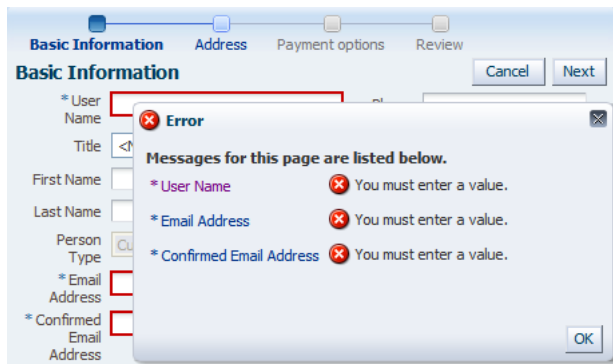 Basic Information Address Payment options Review
Basic Information Cancel Next
* User Name
Title
First Name
Last Name
Person Type
* Email Address
* Confirmed Email Address
Error
Messages for this page are listed below.
* User Name You must enter a value.
* Email Address You must enter a value.
* Confirmed Email Address You must enter a value.
OK